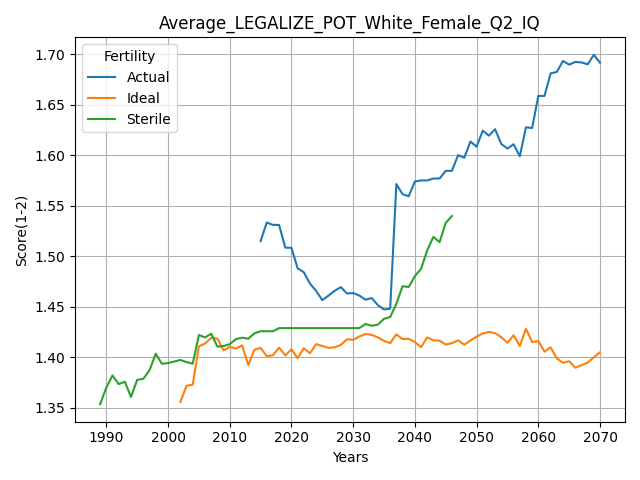 Average_LEGALIZE_POT_White_Female_Q2_IQ
Fertility
Actual
Ideal
Sterile
Score(1-2)
1.70
1.65
1.60
1.55
1.50
1.45
1.40
1.35
1990 2000 2010 2020 2030 2040 2050 2060 2070
Years